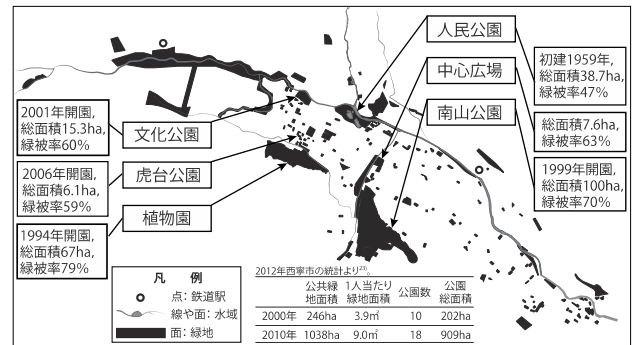 人民公園
中心広場
南山公園
初建1959年,
総面積38.7ha,
緑被率47%
総面積7.6ha,
緑被率63%
1999年開園,
総面積100ha,
緑被率70%
2001年開園,
総面積15.3ha,
緑被率60%
文化公園
2006年開園,
総面積6.1ha,
緑被率59%
虎台公園
1994年開園,
総面積67ha,
緑被率79%
植物園
凡 例
点:鉄道駅
線や面:水域
面:緑地
2012年西寧市の統計より²⁷⁾。
公共緑地面積 1人当たり緑地面積 公園数 公園総面積
2000年 246ha 3.9㎡ 10 202ha
2010年 1038ha 9.0㎡ 18 909ha